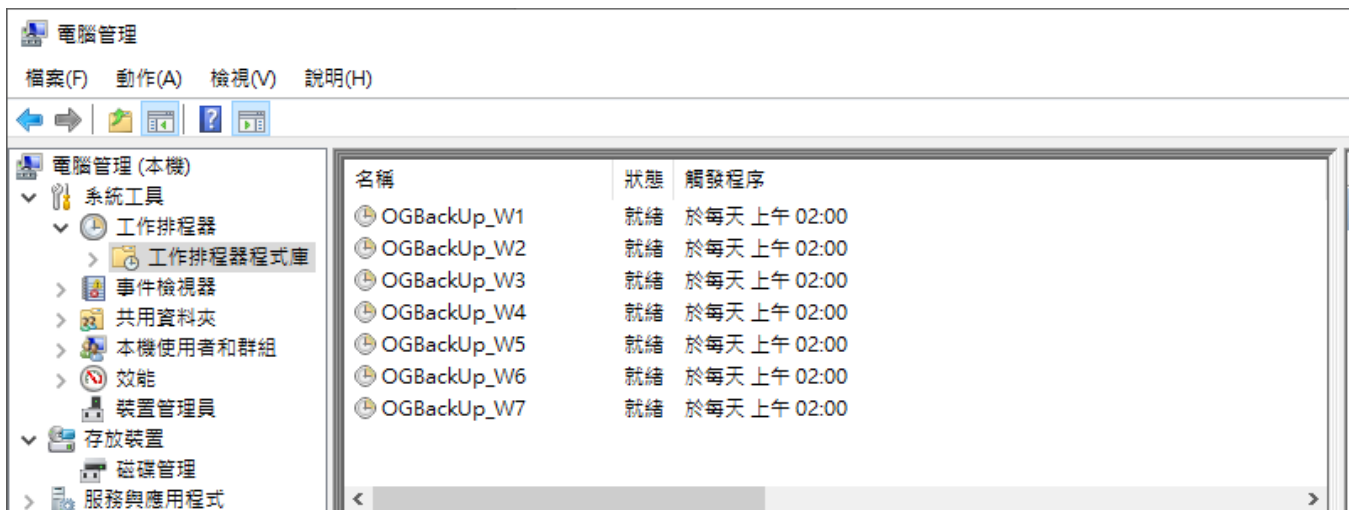 電腦管理
檔案(F) 動作(A) 檢視(V) 說明(H)
電腦管理 (本機)
系統工具
工作排程器
工作排程器程式庫
事件檢視器
共用資料夾
本機使用者和群組
效能
裝置管理員
存放裝置
磁碟管理
服務與應用程式
名稱 狀態 觸發程序
OGBackUp_W1 就緒 於每天 上午 02:00
OGBackUp_W2 就緒 於每天 上午 02:00
OGBackUp_W3 就緒 於每天 上午 02:00
OGBackUp_W4 就緒 於每天 上午 02:00
OGBackUp_W5 就緒 於每天 上午 02:00
OGBackUp_W6 就緒 於每天 上午 02:00
OGBackUp_W7 就緒 於每天 上午 02:00